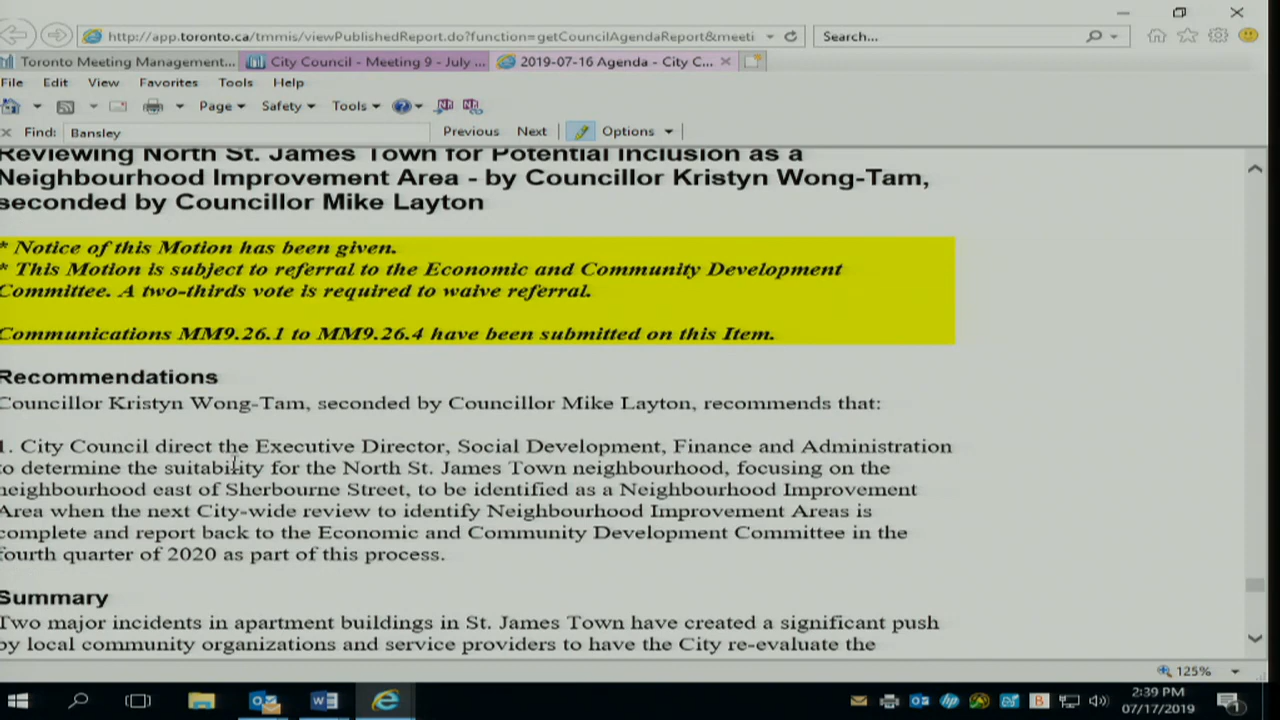 http://app.toronto.ca/tmmis/viewPublishedReport.do?function=getCouncilAgendaReport&meeti
Search...
Toronto Meeting Management...
City Council - Meeting 9 - July ...
2019-07-16 Agenda - City C...
File Edit View Favorites Tools Help
Page Safety Tools
Find: Bansley Previous Next Options
Reviewing North St. James Town for Potential Inclusion as a
Neighbourhood Improvement Area - by Councillor Kristyn Wong-Tam,
seconded by Councillor Mike Layton
* Notice of this Motion has been given.
* This Motion is subject to referral to the Economic and Community Development
Committee. A two-thirds vote is required to waive referral.
Communications MM9.26.1 to MM9.26.4 have been submitted on this Item.
Recommendations
Councillor Kristyn Wong-Tam, seconded by Councillor Mike Layton, recommends that:
1. City Council direct the Executive Director, Social Development, Finance and Administration
to determine the suitability for the North St. James Town neighbourhood, focusing on the
neighbourhood east of Sherbourne Street, to be identified as a Neighbourhood Improvement
Area when the next City-wide review to identify Neighbourhood Improvement Areas is
complete and report back to the Economic and Community Development Committee in the
fourth quarter of 2020 as part of this process.
Summary
Two major incidents in apartment buildings in St. James Town have created a significant push
by local community organizations and service providers to have the City re-evaluate the
125%
2:39 PM
07/17/2019